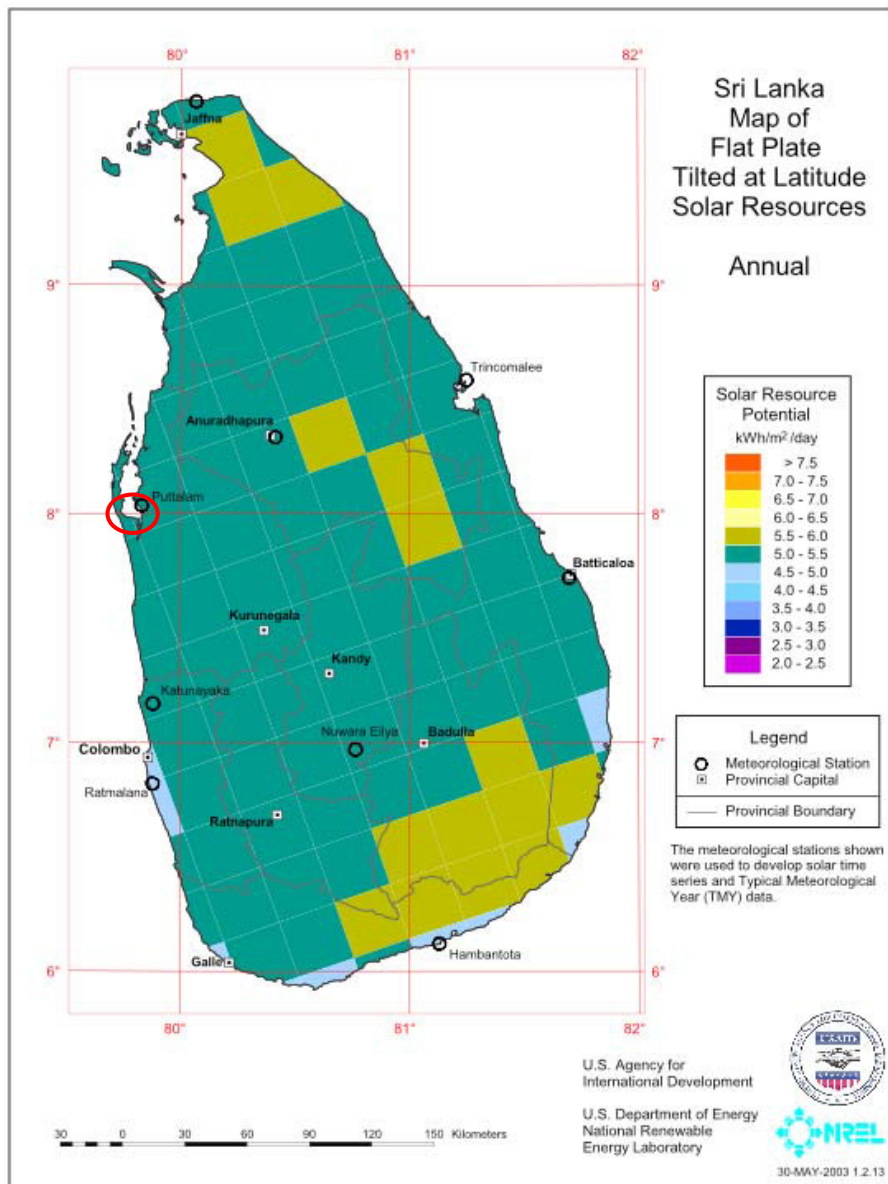 80°
81°
82°
Sri Lanka
Map of
Flat Plate
Tilted at Latitude
Solar Resources
Annual
Jaffna
9°
9°
Trincomalee
Anuradhapura
Puttalam
8°
8°
Batticaloa
Kurunegala
Kandy
Katunayaka
Nuwara Eilya
Badulla
7°
7°
Colombo
Ratmalana
Ratnapura
Galle
Hambantota
6°
6°
80°
81°
82°
Solar Resource
Potential
kWh/m² /day
> 7.5
7.0 - 7.5
6.5 - 7.0
6.0 - 6.5
5.5 - 6.0
5.0 - 5.5
4.5 - 5.0
4.0 - 4.5
3.5 - 4.0
3.0 - 3.5
2.5 - 3.0
2.0 - 2.5
Legend
Meteorological Station
Provincial Capital
Provincial Boundary
The meteorological stations shown
were used to develop solar time
series and Typical Meteorological
Year (TMY) data.
U.S. Agency for
International Development
U.S. Department of Energy
National Renewable
Energy Laboratory
USAID
NREL
30 0 30 60 90 120 150 Kilometers
30-MAY-2003 1.2.13